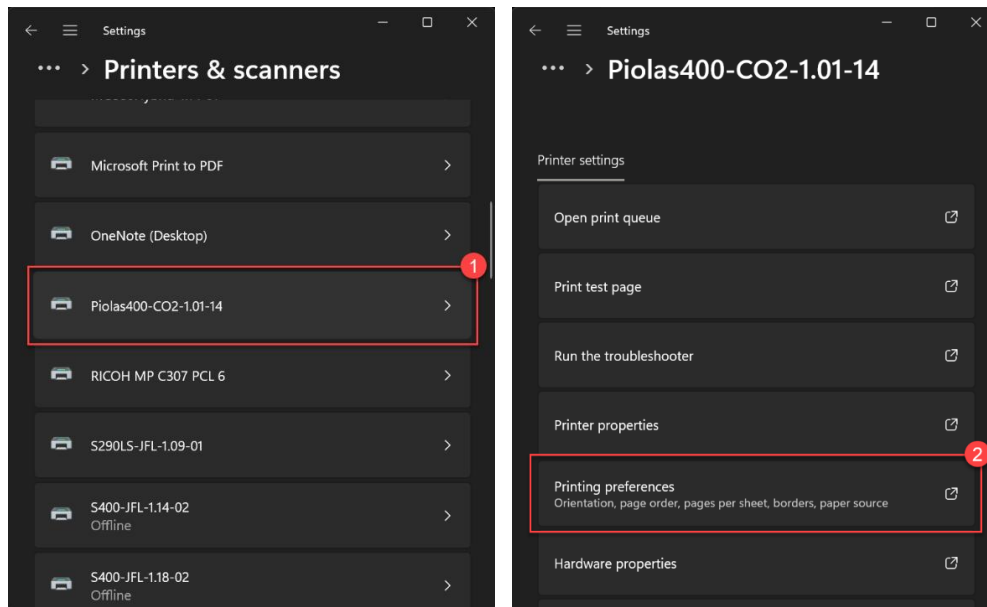 Settings
... > Printers & scanners
Microsoft Print to PDF
OneNote (Desktop)
1
Piolas400-CO2-1.01-14
RICOH MP C307 PCL 6
S290LS-JFL-1.09-01
S400-JFL-1.14-02
Offline
S400-JFL-1.18-02
Offline
Settings
... > Piolas400-CO2-1.01-14
Printer settings
Open print queue
Print test page
Run the troubleshooter
Printer properties
2
Printing preferences
Orientation, page order, pages per sheet, borders, paper source
Hardware properties